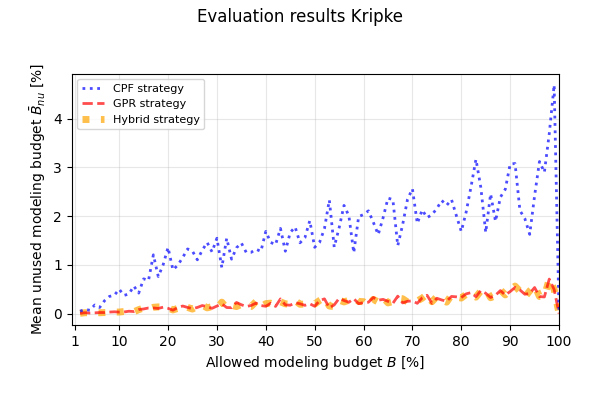 Evaluation results Kripke
Mean unused modeling budget B̄nu [%]
4
3
2
1
0
CPF strategy
GPR strategy
Hybrid strategy
1 10 20 30 40 50 60 70 80 90 100
Allowed modeling budget B [%]